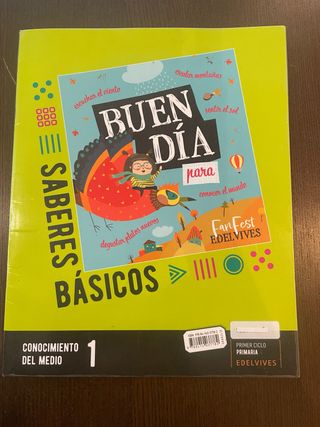 escuchar el viento
escalar montañas
sentir el sol
BUEN
DÍA
para
conocer el mundo
degustar platos nuevos
FanFest
EDELVIVES
SABERES
BÁSICOS
CONOCIMIENTO
DEL MEDIO 1
PRIMER CICLO
PRIMARIA
EDELVIVES